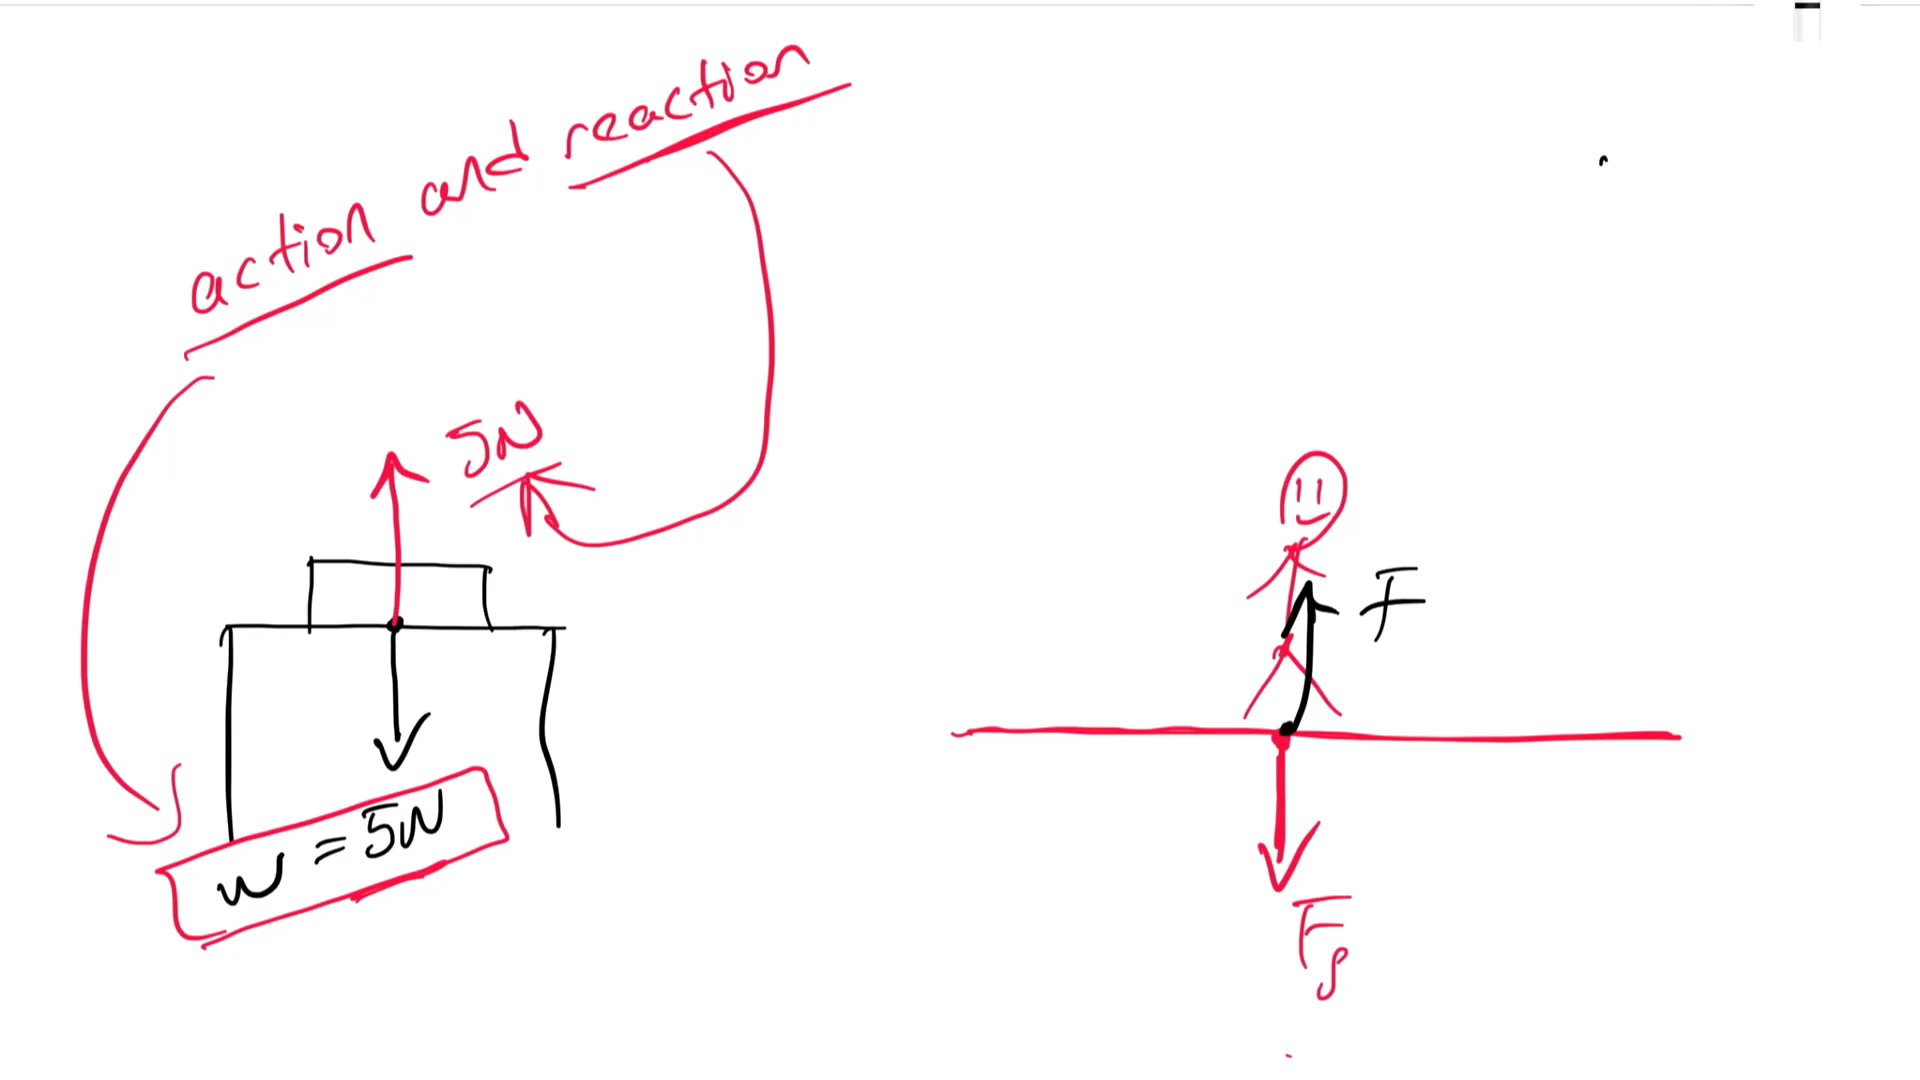 action and reaction
5N
W = 5N
F
Fg